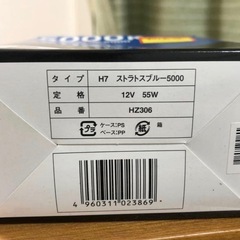 タイプ H7 ストラトスブルー5000
定格 12V 55W
品番 HZ306
プラ ケース:PS ベース:PP 紙 箱
4 960311 023869